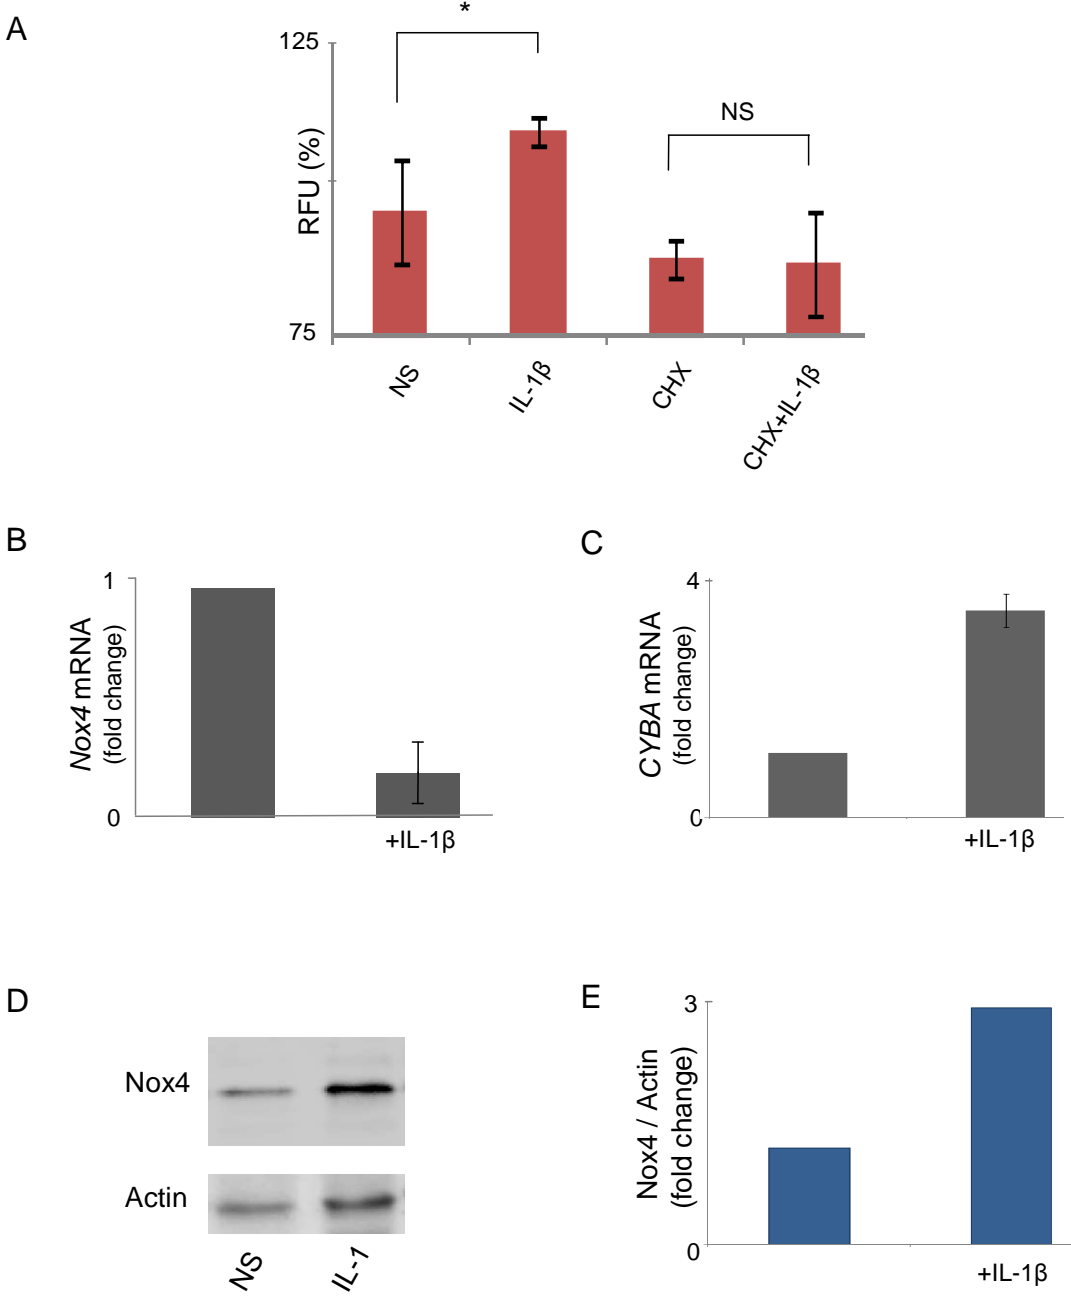 A
*
125
NS
RFU (%)
75
NS
IL-1β
CHX
CHX+IL-1β
B
1
Nox4 mRNA
(fold change)
0
+IL-1β
C
4
CYBA mRNA
(fold change)
0
+IL-1β
D
Nox4
Actin
NS
IL-1
E
3
Nox4 / Actin
(fold change)
0
+IL-1β